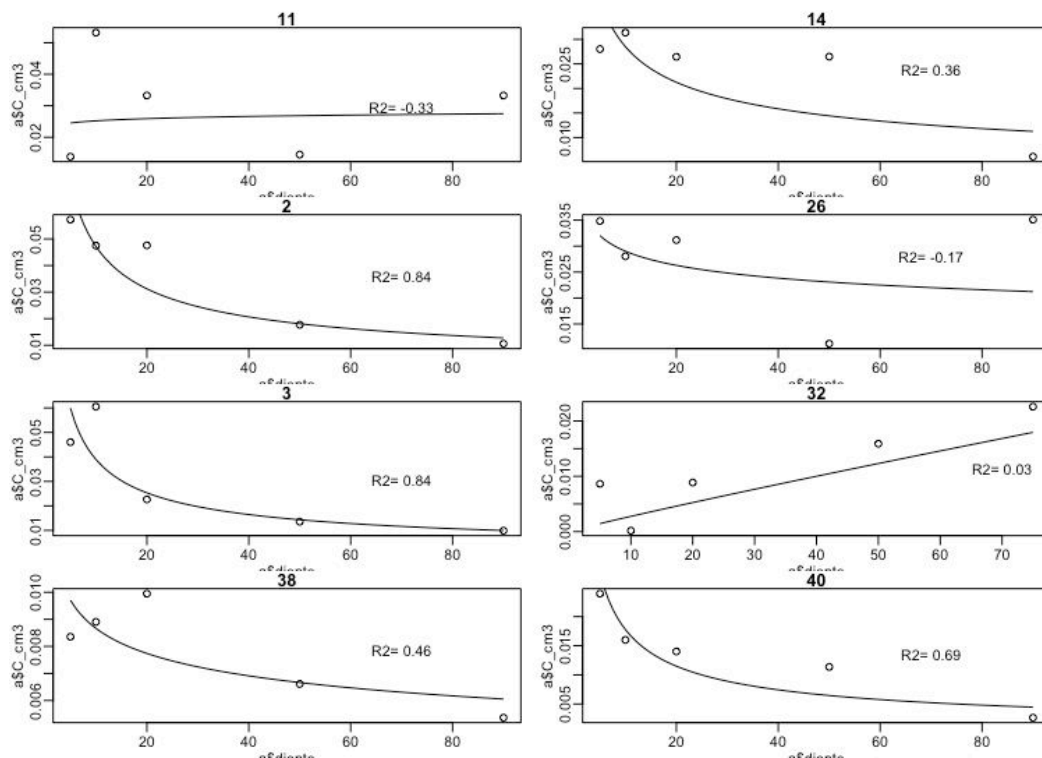 11
a$C_cm3
0.02 0.04
R2= -0.33
20 40 60 80
14
a$C_cm3
0.010 0.025
R2= 0.36
20 40 60 80
2
a$C_cm3
0.01 0.03 0.05
R2= 0.84
20 40 60 80
26
a$C_cm3
0.015 0.025 0.035
R2= -0.17
20 40 60 80
3
a$C_cm3
0.01 0.03 0.05
R2= 0.84
20 40 60 80
32
a$C_cm3
0.000 0.010 0.020
R2= 0.03
10 20 30 40 50 60 70
38
a$C_cm3
0.006 0.008 0.010
R2= 0.46
20 40 60 80
40
a$C_cm3
0.005 0.015
R2= 0.69
20 40 60 80